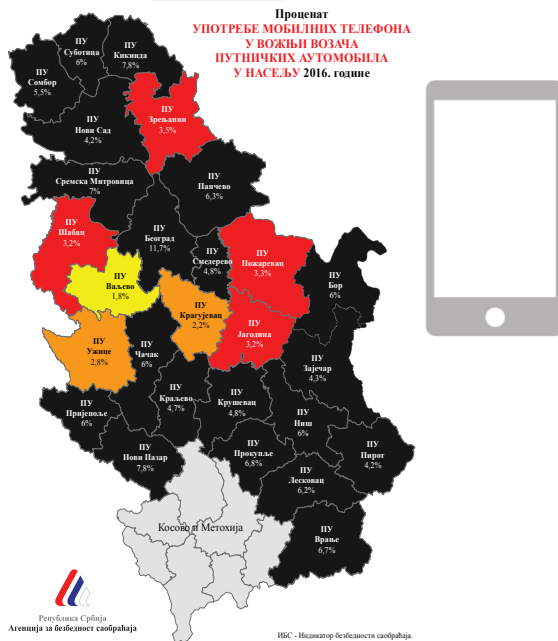 Проценат
УПОТРЕБЕ МОБИЛНИХ ТЕЛЕФОНА
У ВОЖЊИ ВОЗАЧА
ПУТНИЧКИХ АУТОМОБИЛА
У НАСЕЉУ 2016. године
ПУ
Суботица
6%
ПУ
Кикинда
7,8%
ПУ
Сомбор
5,5%
ПУ
Зрењанин
3,5%
ПУ
Нови Сад
4,2%
ПУ
Сремска Митровица
7%
ПУ
Панчево
6,3%
ПУ
Шабац
3,2%
ПУ
Београд
11,7%
ПУ
Смедерево
4,8%
ПУ
Пожаревац
3,3%
ПУ
Бор
6%
ПУ
Ваљево
1,8%
ПУ
Крагујевац
2,2%
ПУ
Јагодина
3,2%
ПУ
Ужице
2,8%
ПУ
Чачак
6%
ПУ
Зајечар
4,3%
ПУ
Краљево
4,7%
ПУ
Крушевац
4,8%
ПУ
Пријепоље
6%
ПУ
Ниш
6%
ПУ
Пирот
4,2%
ПУ
Нови Пазар
7,8%
ПУ
Прокупље
6,8%
ПУ
Лесковац
6,2%
Косово и Метохија
ПУ
Врање
6,7%
Република Србија
Агенција за безбедност саобраћаја
ИБС - Индикатор безбедности саобраћаја.